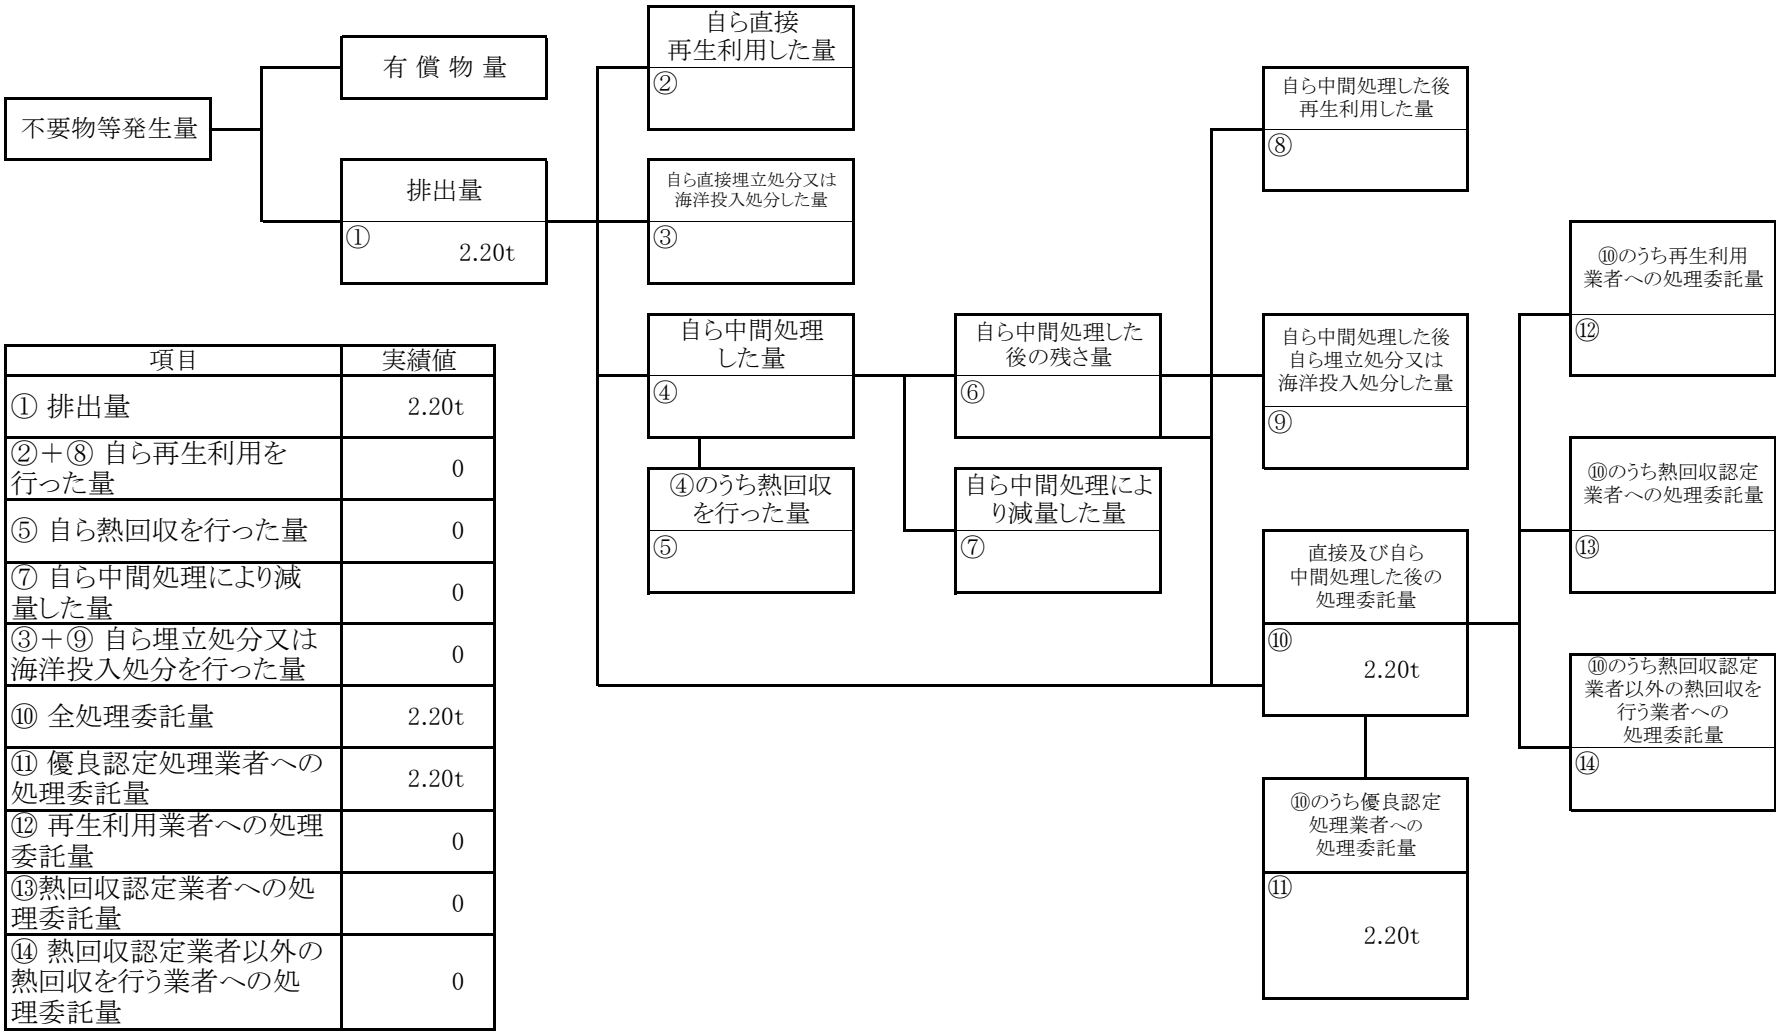 不要物等発生量
有償物量
排出量
①
2.20t
自ら直接
再生利用した量
②
自ら直接埋立処分又は
海洋投入処分した量
③
自ら中間処理
した量
④
④のうち熱回収
を行った量
⑤
自ら中間処理した
後の残さ量
⑥
自ら中間処理によ
り減量した量
⑦
自ら中間処理した後
再生利用した量
⑧
自ら中間処理した後
自ら埋立処分又は
海洋投入処分した量
⑨
直接及び自ら
中間処理した後の
処理委託量
⑩
2.20t
⑩のうち優良認定
処理業者への
処理委託量
⑪
2.20t
⑩のうち再生利用
業者への処理委託量
⑫
⑩のうち熱回収認定
業者への処理委託量
⑬
⑩のうち熱回収認定
業者以外の熱回収を
行う業者への
処理委託量
⑭
項目 実績値
① 排出量 2.20t
②+⑧ 自ら再生利用を
行った量 0
⑤ 自ら熱回収を行った量 0
⑦ 自ら中間処理により減
量した量 0
③+⑨ 自ら埋立処分又は
海洋投入処分を行った量 0
⑩ 全処理委託量 2.20t
⑪ 優良認定処理業者への
処理委託量 2.20t
⑫ 再生利用業者への処理
委託量 0
⑬熱回収認定業者への処
理委託量 0
⑭ 熱回収認定業者以外の
熱回収を行う業者への処
理委託量 0